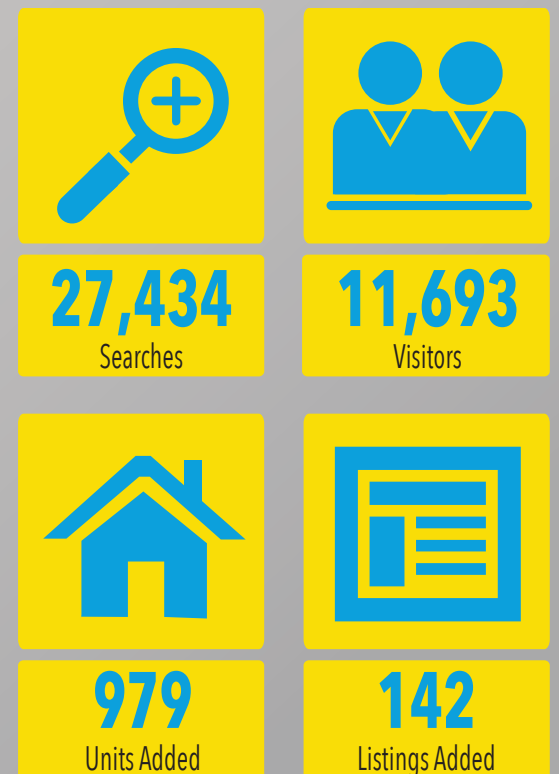 27,434
Searches
11,693
Visitors
979
Units Added
142
Listings Added